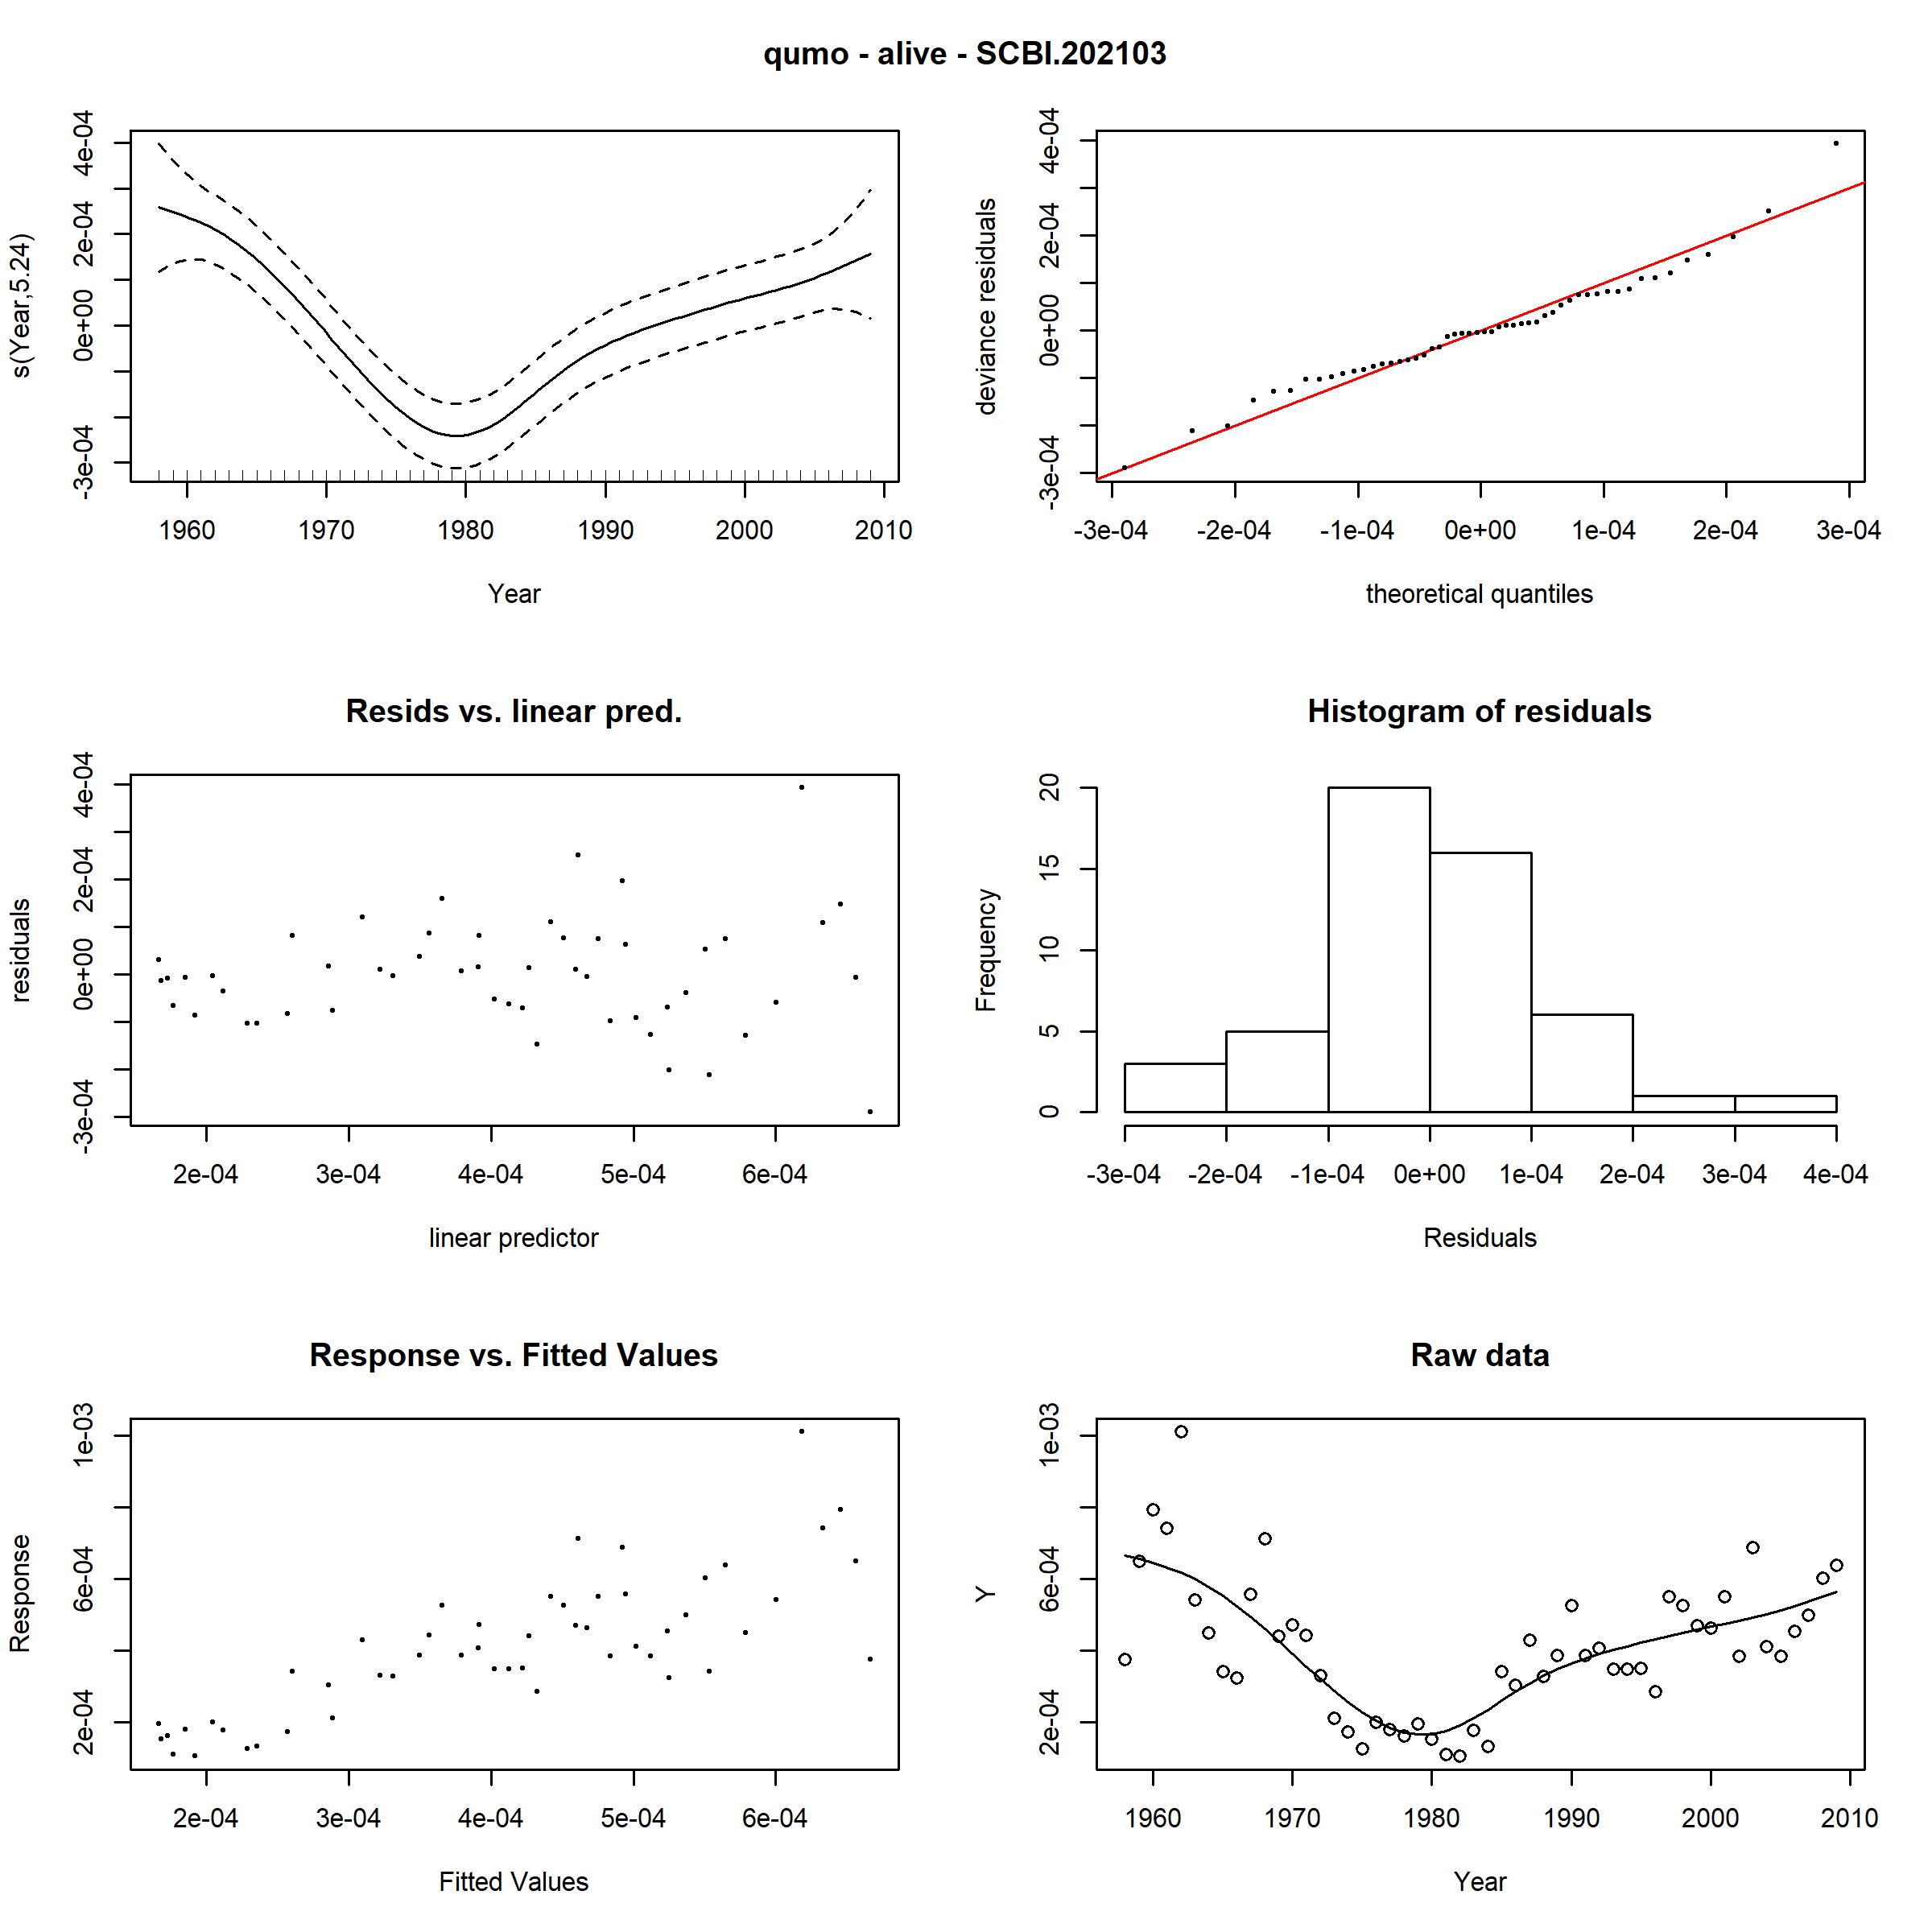 qumo - alive - SCBI.202103
s(Year,5.24)
-3e-04 0e+00 2e-04 4e-04
1960 1970 1980 1990 2000 2010
Year
deviance residuals
-3e-04 0e+00 2e-04 4e-04
-3e-04 -2e-04 -1e-04 0e+00 1e-04 2e-04 3e-04
theoretical quantiles
Resids vs. linear pred.
residuals
-3e-04 0e+00 2e-04 4e-04
2e-04 3e-04 4e-04 5e-04 6e-04
linear predictor
Histogram of residuals
Frequency
0 5 10 15 20
-3e-04 -2e-04 -1e-04 0e+00 1e-04 2e-04 3e-04 4e-04
Residuals
Response vs. Fitted Values
Response
2e-04 6e-04 1e-03
2e-04 3e-04 4e-04 5e-04 6e-04
Fitted Values
Raw data
Y
2e-04 6e-04 1e-03
1960 1970 1980 1990 2000 2010
Year